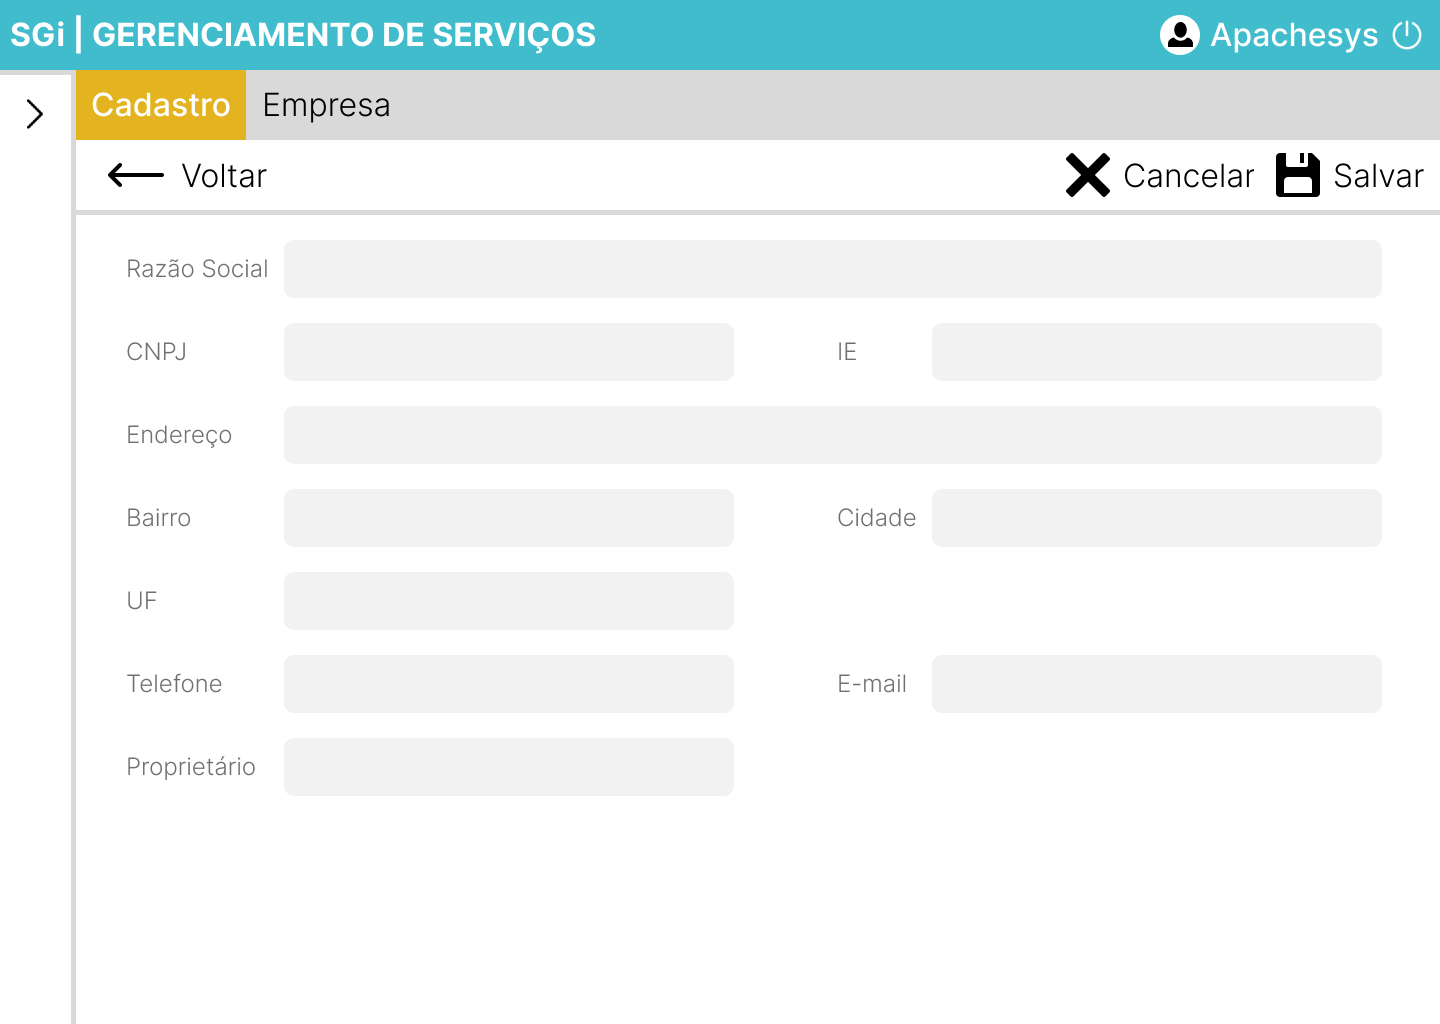 SGi | GERENCIAMENTO DE SERVIÇOS Apachesys
Cadastro Empresa
Voltar Cancelar Salvar
Razão Social
CNPJ IE
Endereço
Bairro Cidade
UF
Telefone E-mail
Proprietário